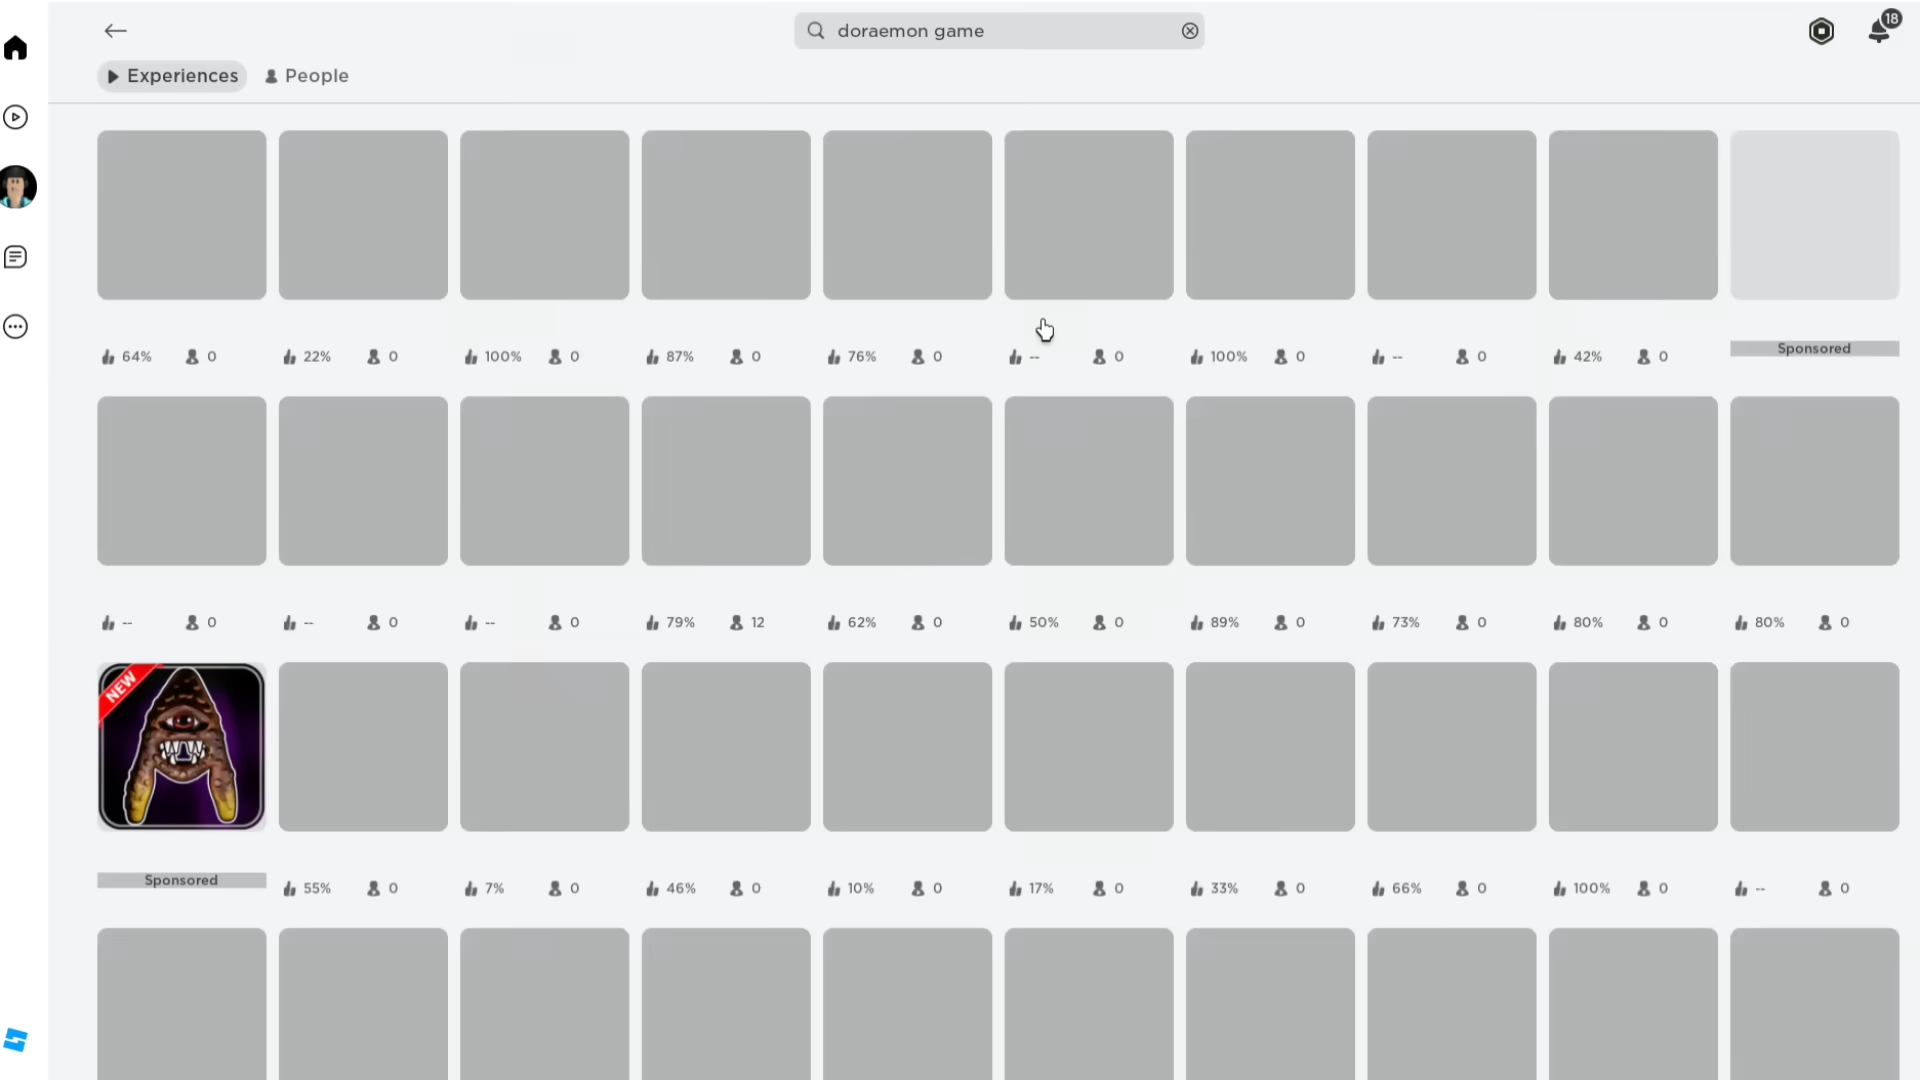 doraemon game
18
Experiences People
64% 0 22% 0 100% 0 87% 0 76% 0 -- 0 100% 0 -- 0 42% 0 Sponsored
-- 0 -- 0 -- 0 79% 12 62% 0 50% 0 89% 0 73% 0 80% 0 80% 0
NEW
Sponsored 55% 0 7% 0 46% 0 10% 0 17% 0 33% 0 66% 0 100% 0 -- 0